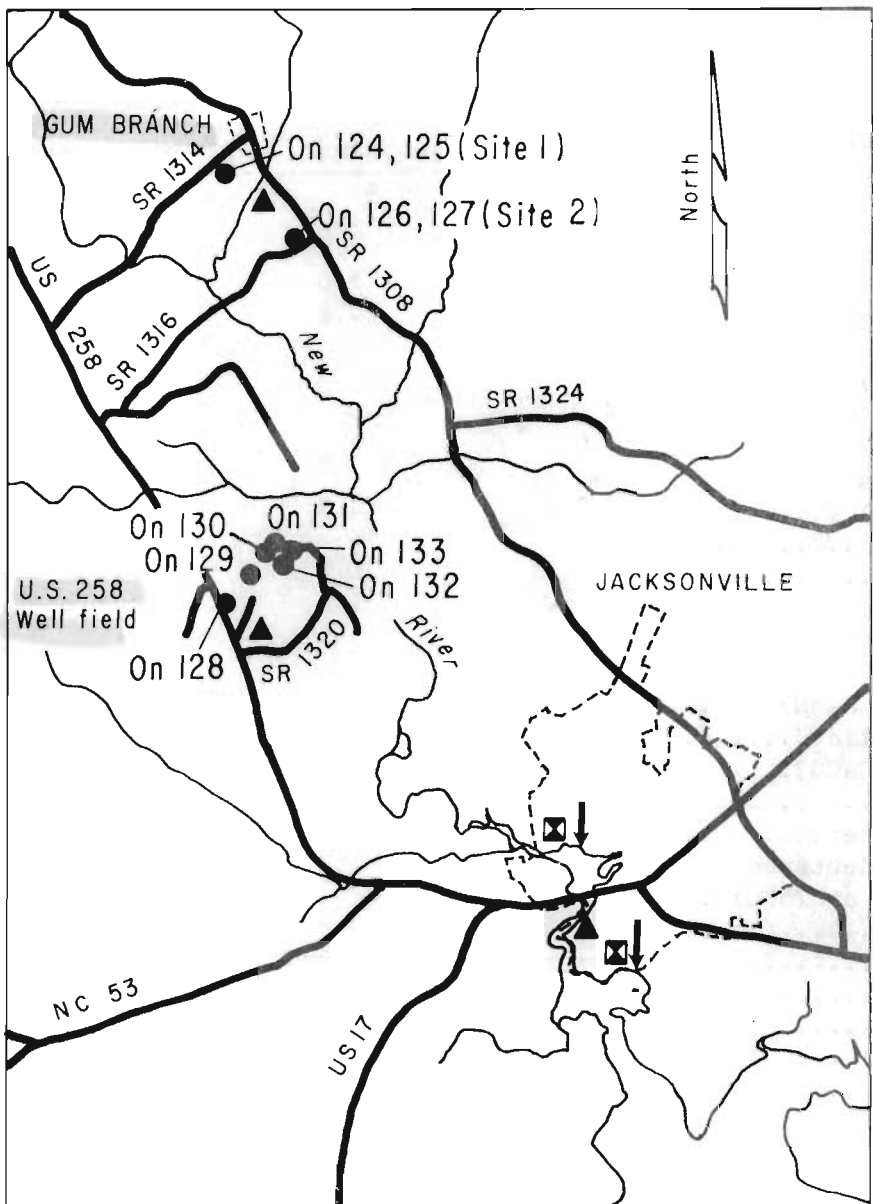 GUM BRANCH
On 124, 125 (Site 1)
SR 1314
North
On 126, 127 (Site 2)
US
258
SR 1308
SR 1316
New
SR 1324
On 130
On 131
On 129
On 133
On 132
U.S. 258
Well field
JACKSONVILLE
On 128
SR 1320
River
NC 53
US 17